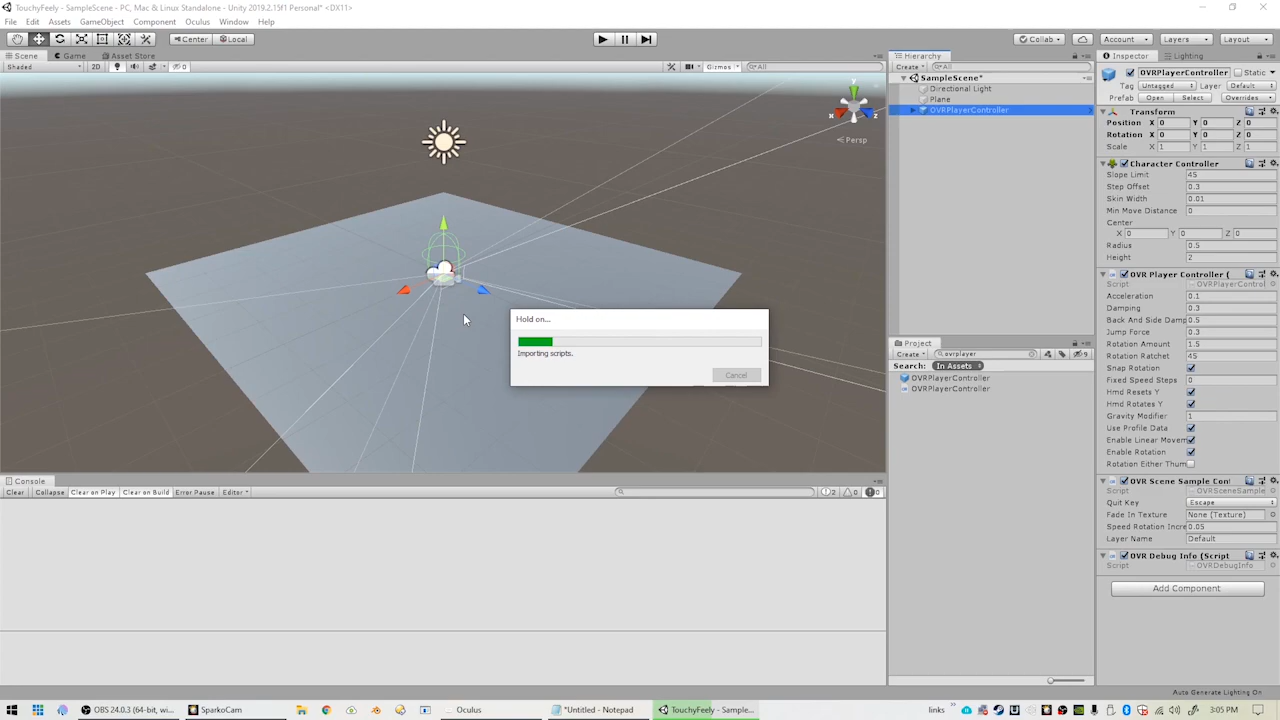 TouchyFeely - SampleScene - PC, Mac & Linux Standalone - Unity 2019.2.15f1 Personal* <DX11>
File Edit Assets GameObject Component Oculus Window Help
Center Local Collab Account Layers Layout
Scene Game Asset Store
Shaded 2D 0 Gizmos All
y
x z
Persp
Hold on...
Importing scripts.
Cancel
Console
Clear Collapse Clear on Play Clear on Build Error Pause Editor 2 0 0
Hierarchy
Create All
SampleScene*
Directional Light
Plane
OVRPlayerController
Project
Create ovrplayer 9
Search: In Assets
OVRPlayerController
OVRPlayerController
Inspector Lighting
OVRPlayerController Static
Tag Untagged Layer Default
Prefab Open Select Overrides
Transform
Position X 0 Y 0 Z 0
Rotation X 0 Y 0 Z 0
Scale X 1 Y 1 Z 1
Character Controller
Slope Limit 45
Step Offset 0.3
Skin Width 0.01
Min Move Distance 0
Center
X 0 Y 0 Z 0
Radius 0.5
Height 2
OVR Player Controller (
Script OVRPlayerControl
Acceleration 0.1
Damping 0.3
Back And Side Damp 0.5
Jump Force 0.3
Rotation Amount 1.5
Rotation Ratchet 45
Snap Rotation
Fixed Speed Steps 0
Hmd Resets Y
Hmd Rotates Y
Gravity Modifier 1
Use Profile Data
Enable Linear Movem
Enable Rotation
Rotation Either Thum
OVR Scene Sample Con
Script OVRSceneSample
Quit Key Escape
Fade In Texture None (Texture)
Speed Rotation Incre 0.05
Layer Name Default
OVR Debug Info (Script
Script OVRDebugInfo
Add Component
Auto Generate Lighting On
OBS 24.0.3 (64-bit, wi... SparkoCam Oculus *Untitled - Notepad TouchyFeely - Sample... links 3:05 PM